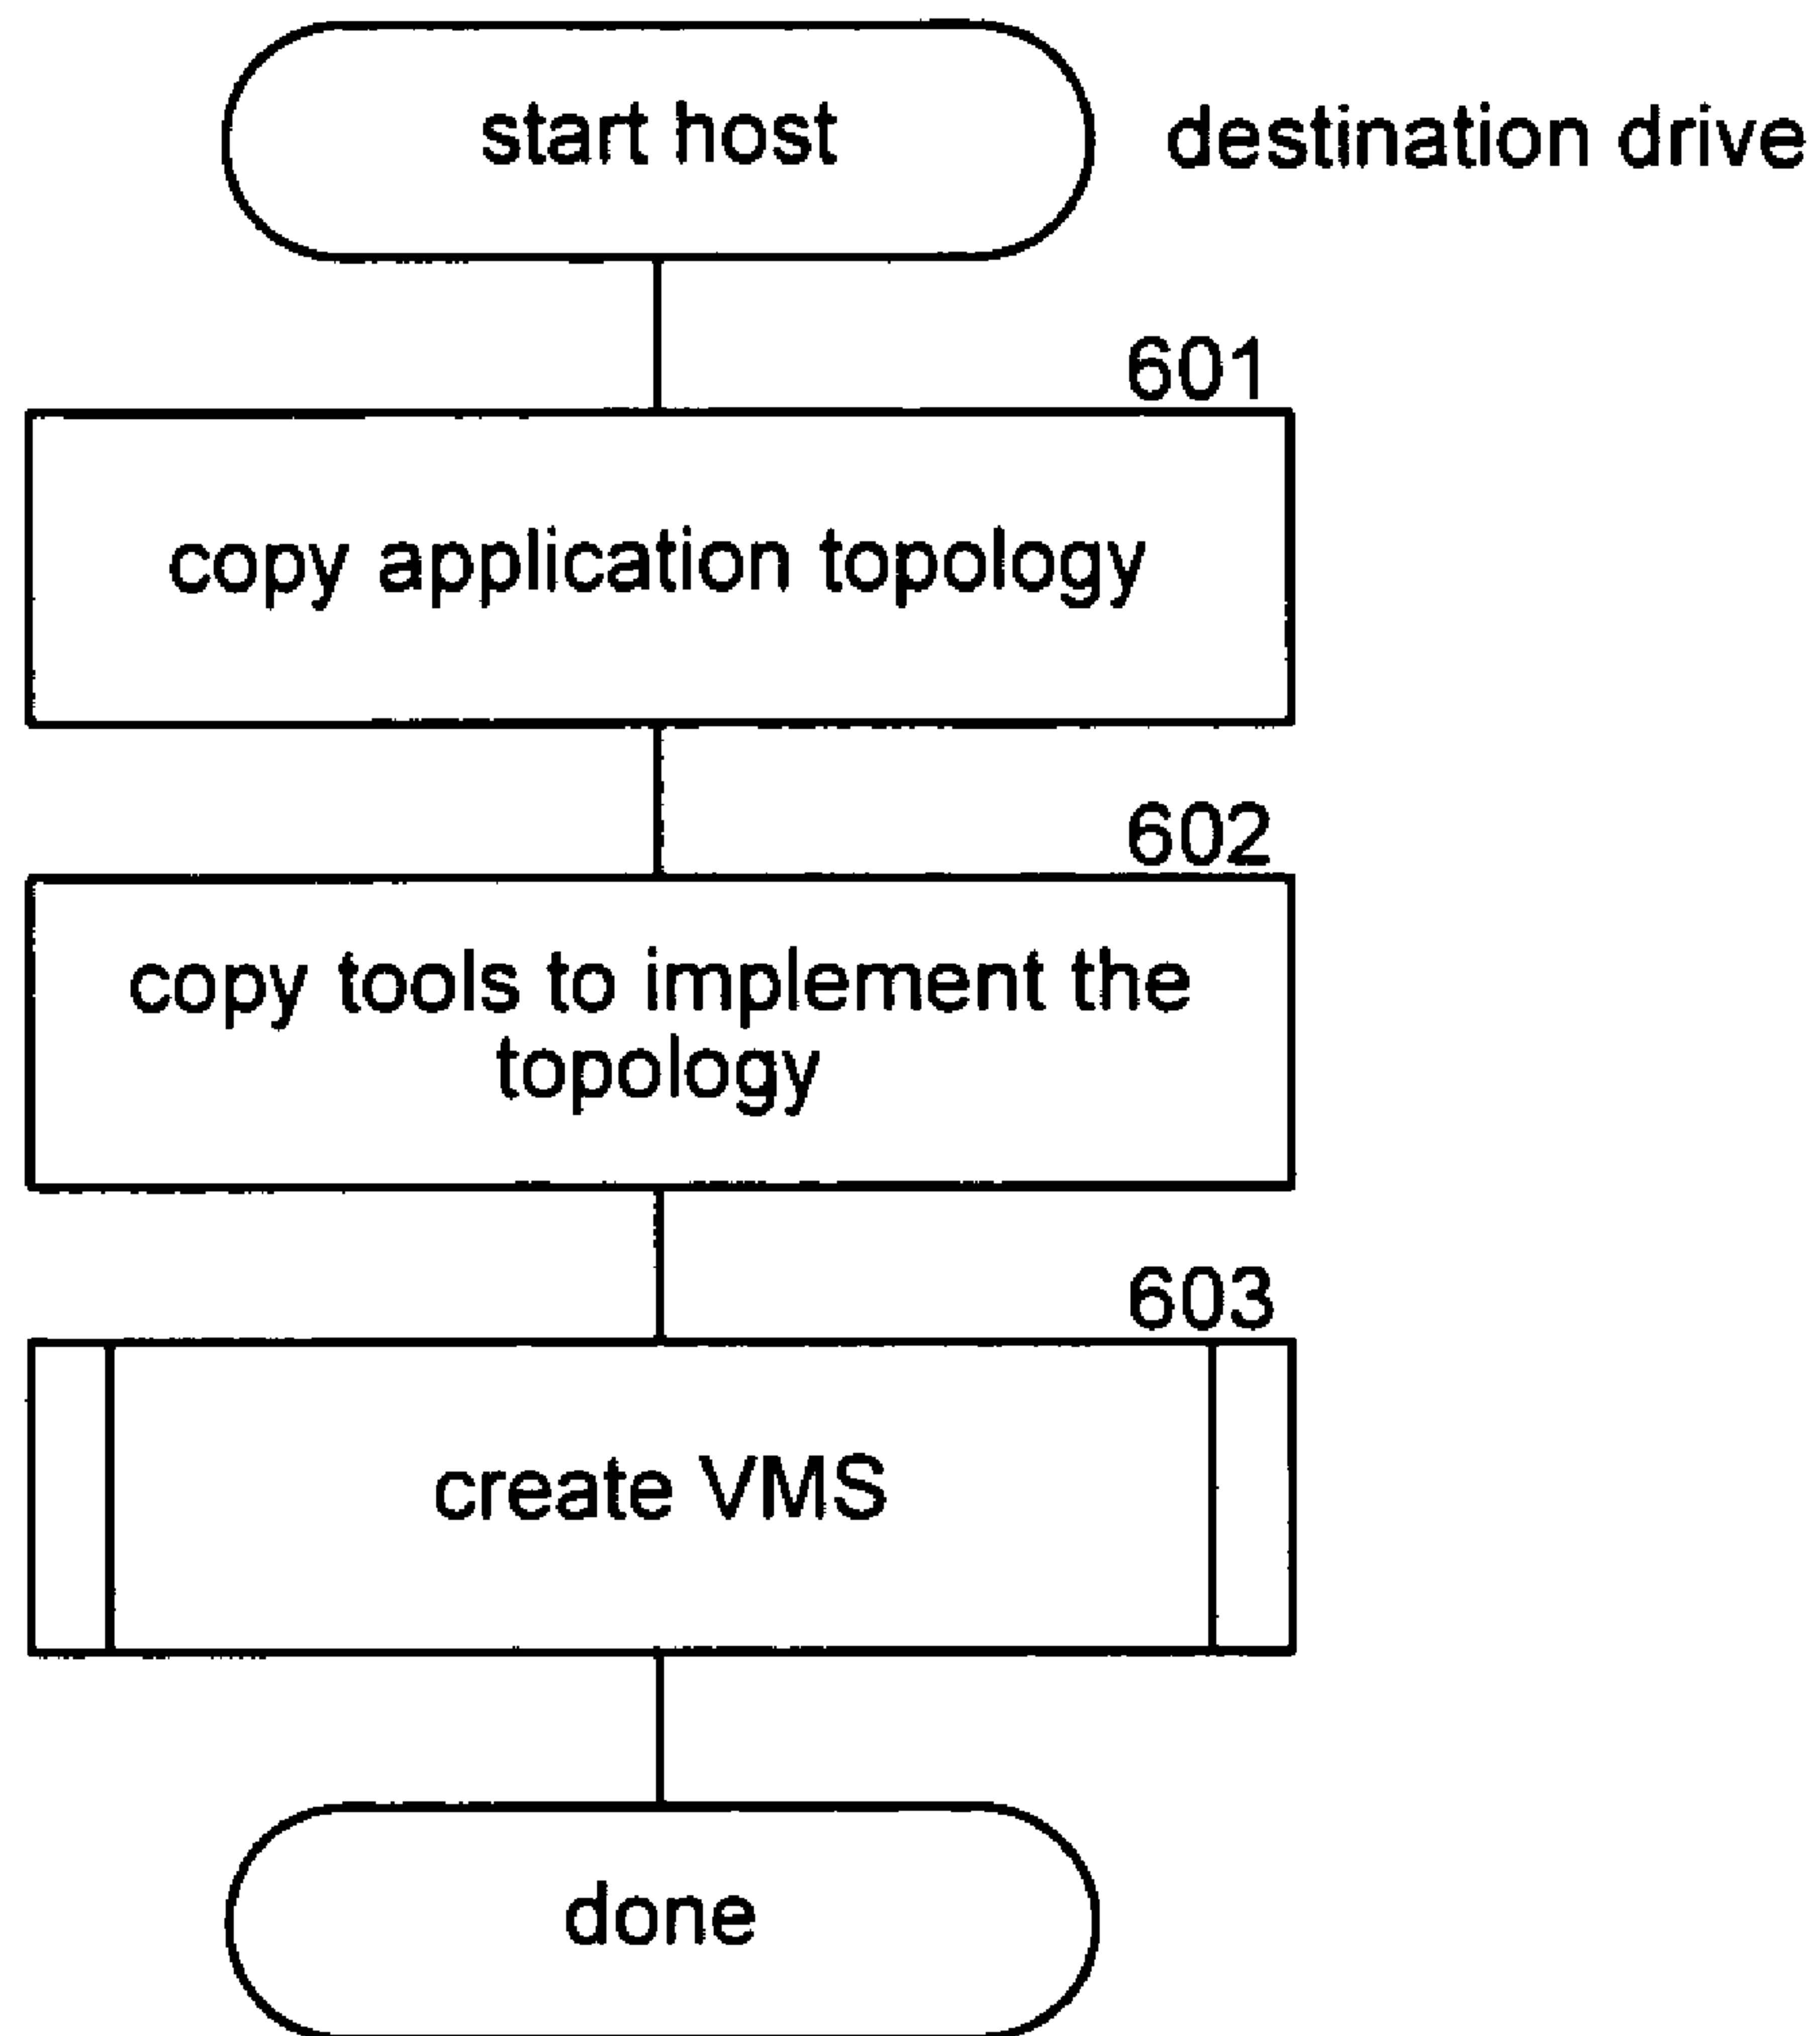 start host
destination drive
601
copy application topology
602
copy tools to implement the
topology
603
create VMS
done